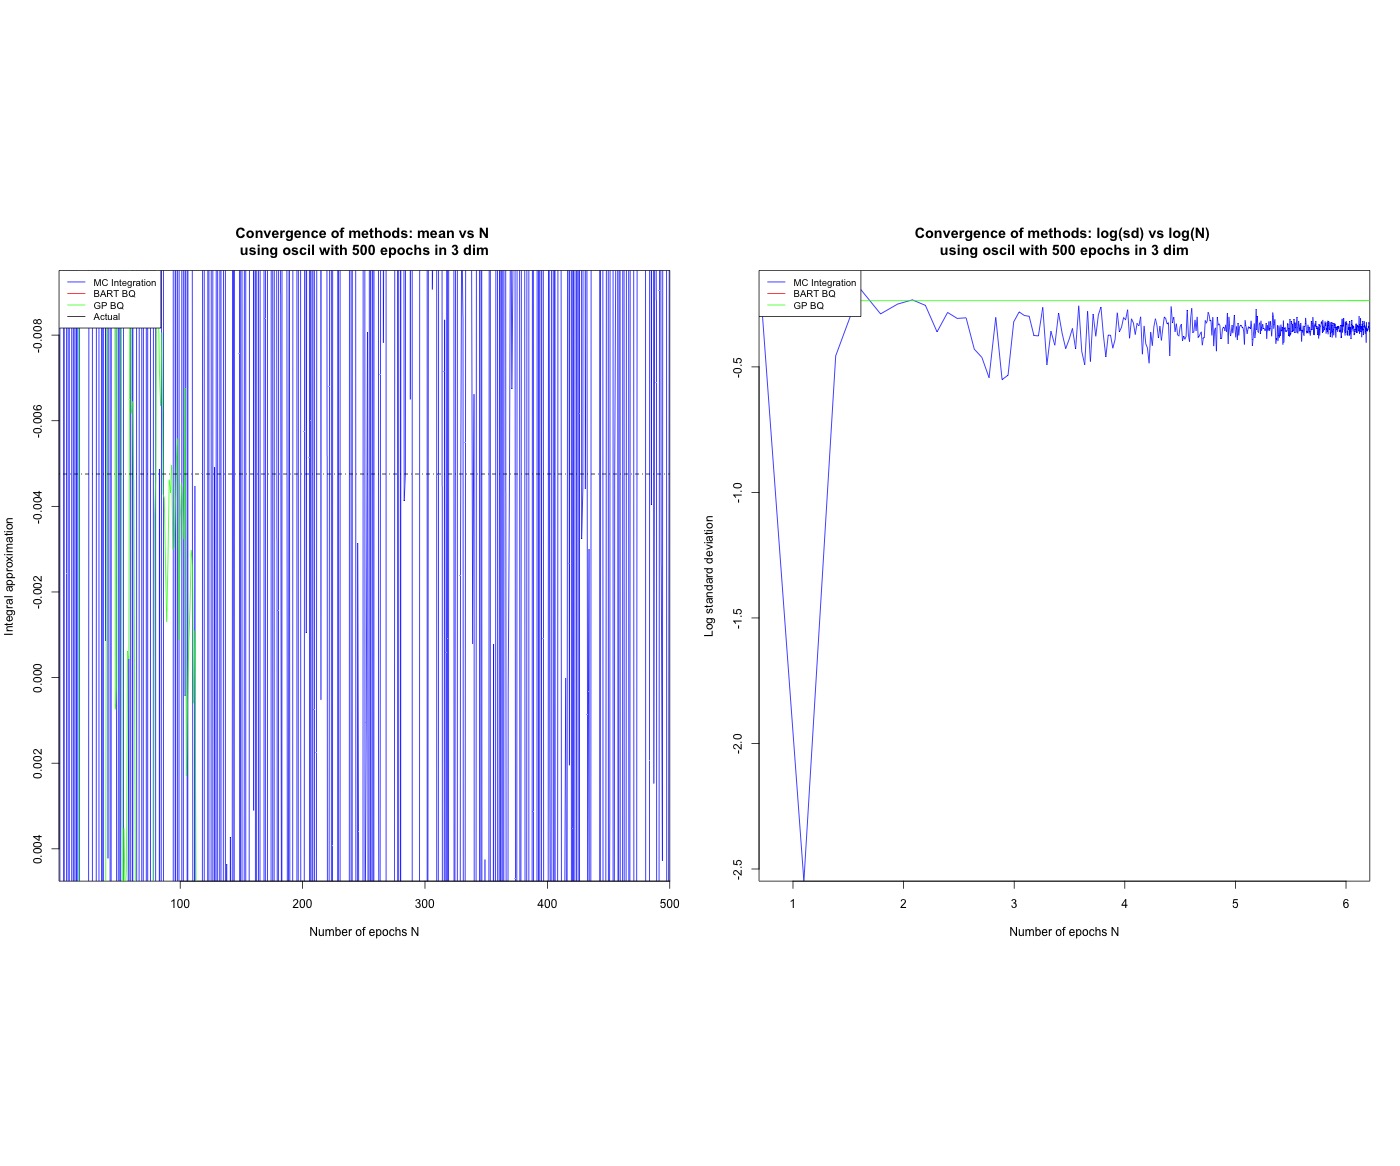 Convergence of methods: mean vs N
using oscil with 500 epochs in 3 dim
MC Integration
BART BQ
GP BQ
Actual
Integral approximation
-0.008
-0.006
-0.004
-0.002
0.000
0.002
0.004
100
200
300
400
500
Number of epochs N
Convergence of methods: log(sd) vs log(N)
using oscil with 500 epochs in 3 dim
MC Integration
BART BQ
GP BQ
Log standard deviation
-0.5
-1.0
-1.5
-2.0
-2.5
1
2
3
4
5
6
Number of epochs N